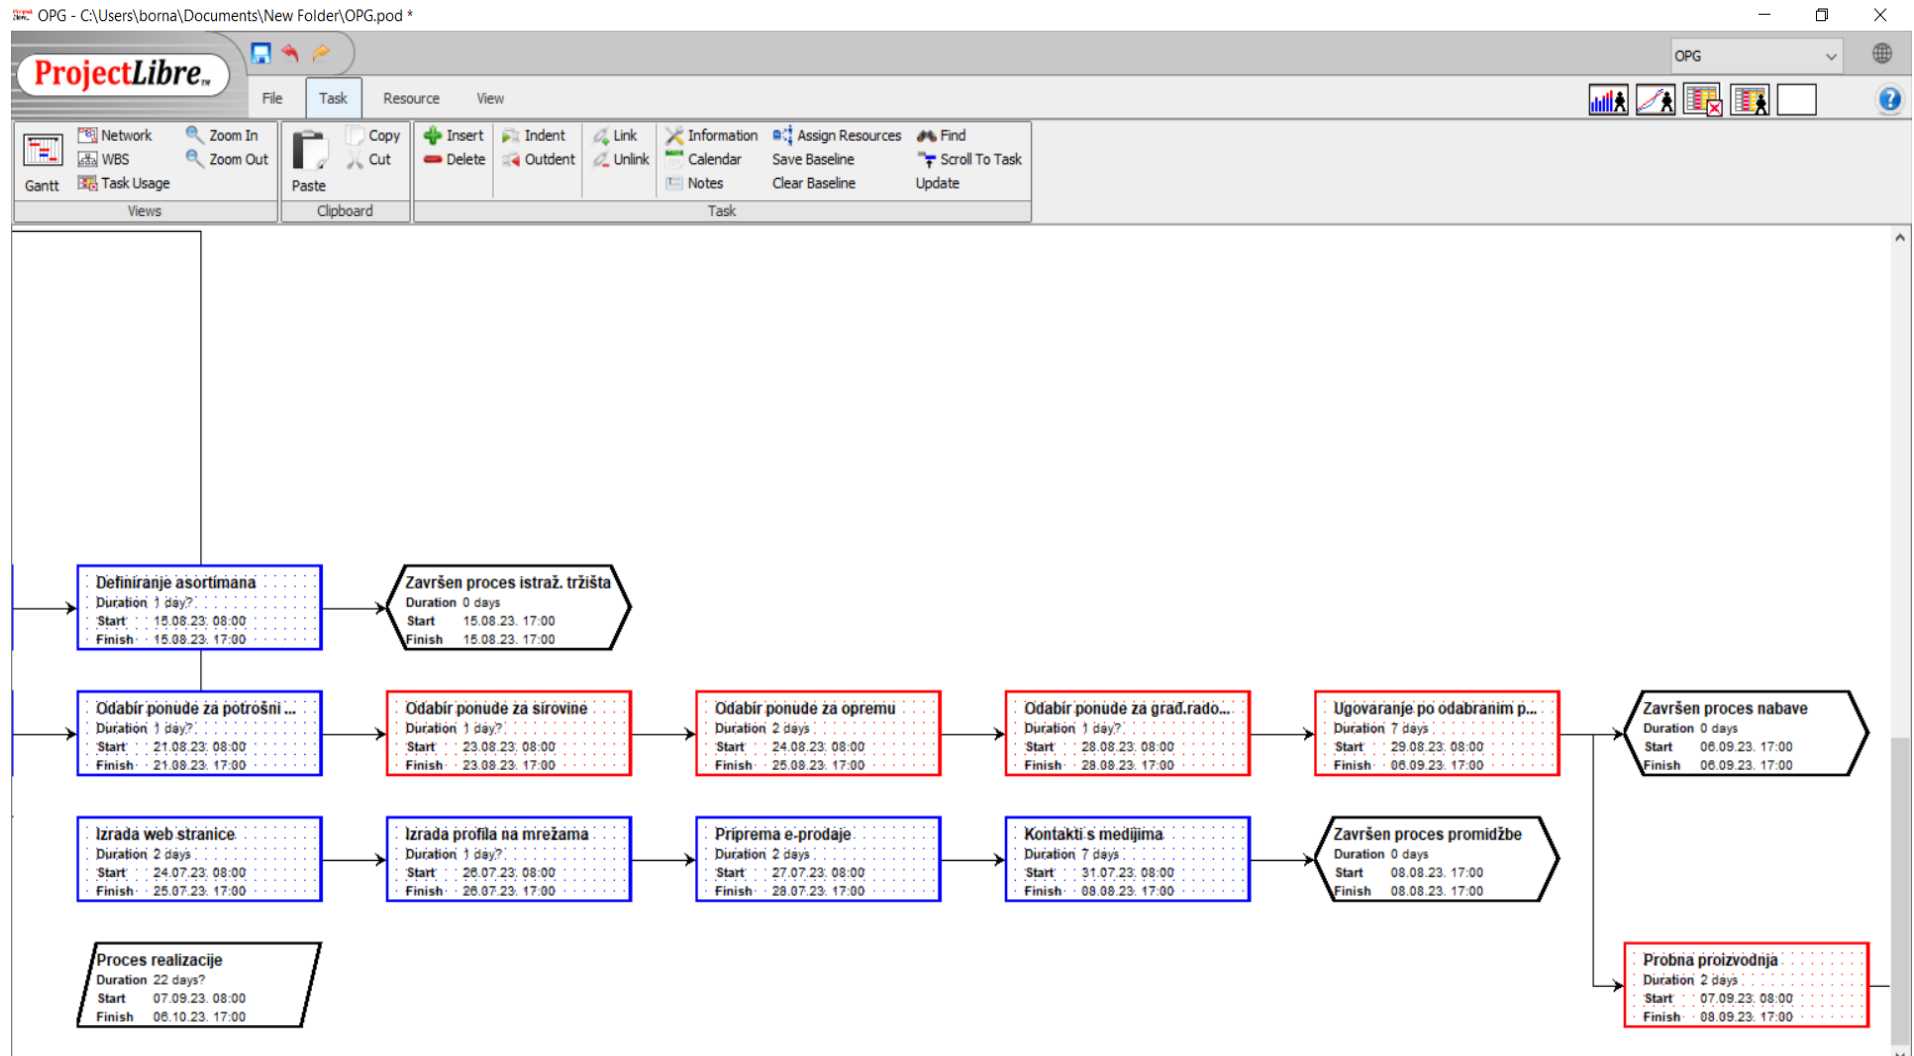 OPG - C:\Users\borna\Documents\New Folder\OPG.pod *
ProjectLibre™
OPG
File Task Resource View
Gantt
Network
WBS
Task Usage
Zoom In
Zoom Out
Views
Paste
Copy
Cut
Clipboard
Insert
Delete
Indent
Outdent
Link
Unlink
Information
Calendar
Notes
Assign Resources
Save Baseline
Clear Baseline
Find
Scroll To Task
Update
Task
Definiranje asortimana
Duration 1 day?
Start 15.08.23. 08:00
Finish 15.08.23. 17:00
Završen proces istraž. tržišta
Duration 0 days
Start 15.08.23. 17:00
Finish 15.08.23. 17:00
Odabir ponude za potrošni ...
Duration 1 day?
Start 21.08.23. 08:00
Finish 21.08.23. 17:00
Odabir ponude za sirovine
Duration 1 day?
Start 23.08.23. 08:00
Finish 23.08.23. 17:00
Odabir ponude za opremu
Duration 2 days
Start 24.08.23. 08:00
Finish 25.08.23. 17:00
Odabir ponude za građ.rado...
Duration 1 day?
Start 28.08.23. 08:00
Finish 28.08.23. 17:00
Ugovaranje po odabranim p...
Duration 7 days
Start 29.08.23. 08:00
Finish 06.09.23. 17:00
Završen proces nabave
Duration 0 days
Start 06.09.23. 17:00
Finish 06.09.23. 17:00
Izrada web stranice
Duration 2 days
Start 24.07.23. 08:00
Finish 25.07.23. 17:00
Izrada profila na mrežama
Duration 1 day?
Start 26.07.23. 08:00
Finish 26.07.23. 17:00
Priprema e-prodaje
Duration 2 days
Start 27.07.23. 08:00
Finish 28.07.23. 17:00
Kontakti s medijima
Duration 7 days
Start 31.07.23. 08:00
Finish 08.08.23. 17:00
Završen proces promidžbe
Duration 0 days
Start 08.08.23. 17:00
Finish 08.08.23. 17:00
Proces realizacije
Duration 22 days?
Start 07.09.23. 08:00
Finish 06.10.23. 17:00
Probna proizvodnja
Duration 2 days
Start 07.09.23. 08:00
Finish 08.09.23. 17:00